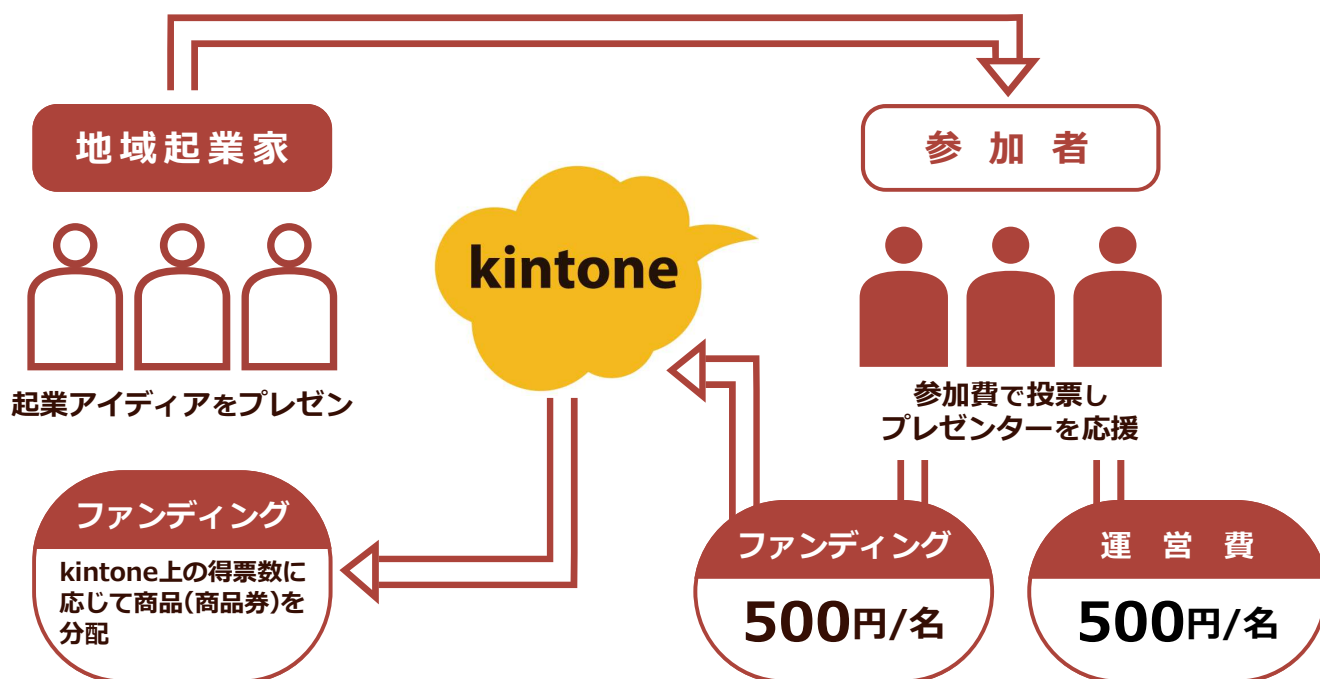 地域起業家
参加者
kintone
起業アイディアをプレゼン
参加費で投票し
プレゼンターを応援
ファンディング
kintone上の得票数に
応じて商品(商品券)を
分配
ファンディング
500円/名
運営費
500円/名